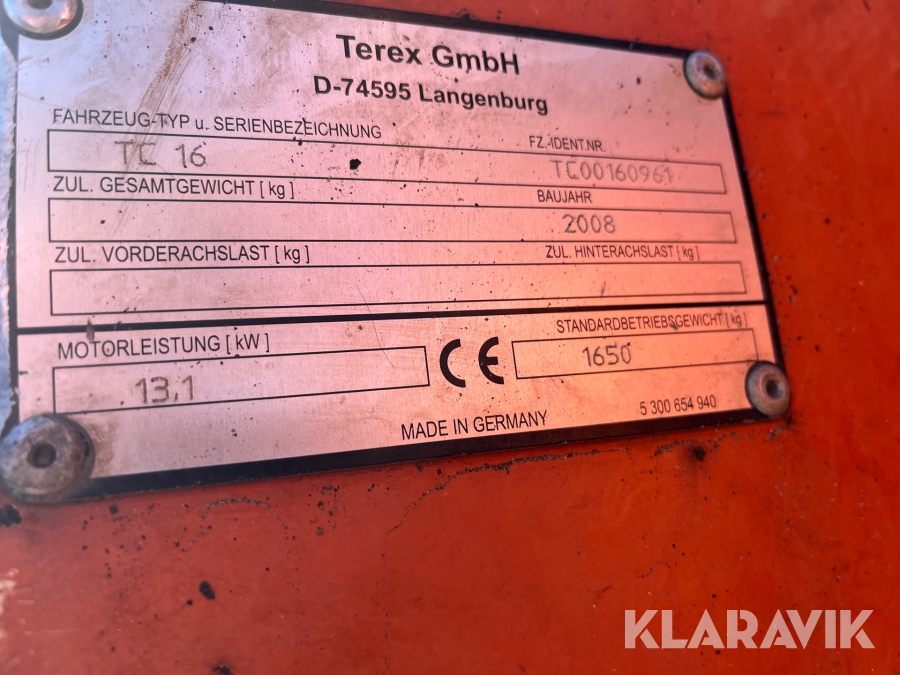 Terex GmbH
D-74595 Langenburg
FAHRZEUG-TYP u. SERIENBEZEICHNUNG
FZ.-IDENT.NR.
TC 16
TC00160961
ZUL. GESAMTGEWICHT [ kg ]
BAUJAHR
2008
ZUL. VORDERACHSLAST [ kg ]
ZUL. HINTERACHSLAST [ kg ]
MOTORLEISTUNG [ kW ]
STANDARDBETRIEBSGEWICHT [ kg ]
13,1
CE
1650
MADE IN GERMANY
5 300 654 940
KLARAVIK